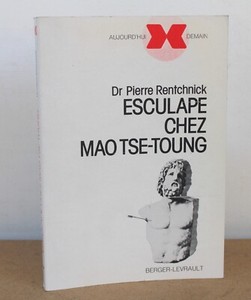 AUJOURD'HUI DEMAIN
Dr Pierre Rentchnick
ESCULAPE
CHEZ
MAO TSE-TOUNG
BERGER-LEVRAULT